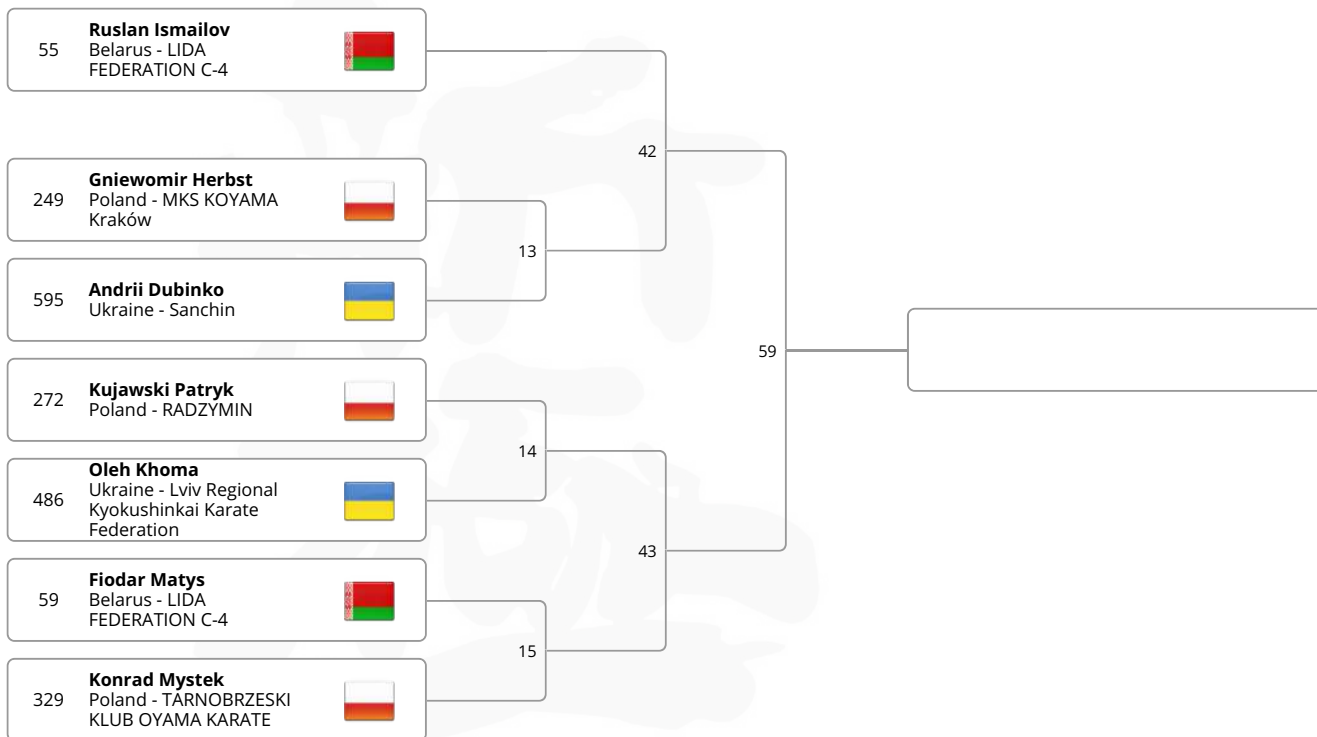 55
Ruslan Ismailov
Belarus - LIDA
FEDERATION C-4
42
249
Gniewomir Herbst
Poland - MKS KOYAMA
Kraków
13
595
Andrii Dubinko
Ukraine - Sanchin
59
272
Kujawski Patryk
Poland - RADZYMIN
14
486
Oleh Khoma
Ukraine - Lviv Regional
Kyokushinkai Karate
Federation
43
59
Fiodar Matys
Belarus - LIDA
FEDERATION C-4
15
329
Konrad Mystek
Poland - TARNOBRZESKI
KLUB OYAMA KARATE